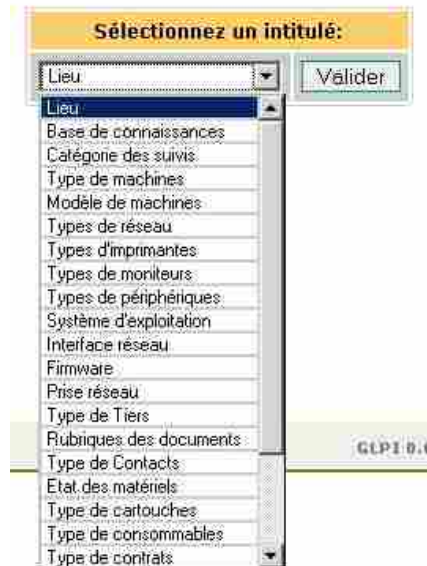 Sélectionnez un intitulé:
Lieu
Valider
Lieu
Base de connaissances
Catégorie des suivis
Type de machines
Modèle de machines
Types de réseau
Types d'imprimantes
Types de moniteurs
Types de périphériques
Système d'exploitation
Interface réseau
Firmware
Prise réseau
Type de Tiers
Rubriques des documents
GLPI 0.
Type de Contacts
Etat des matériels
Type de cartouches
Type de consommables
Type de contrats